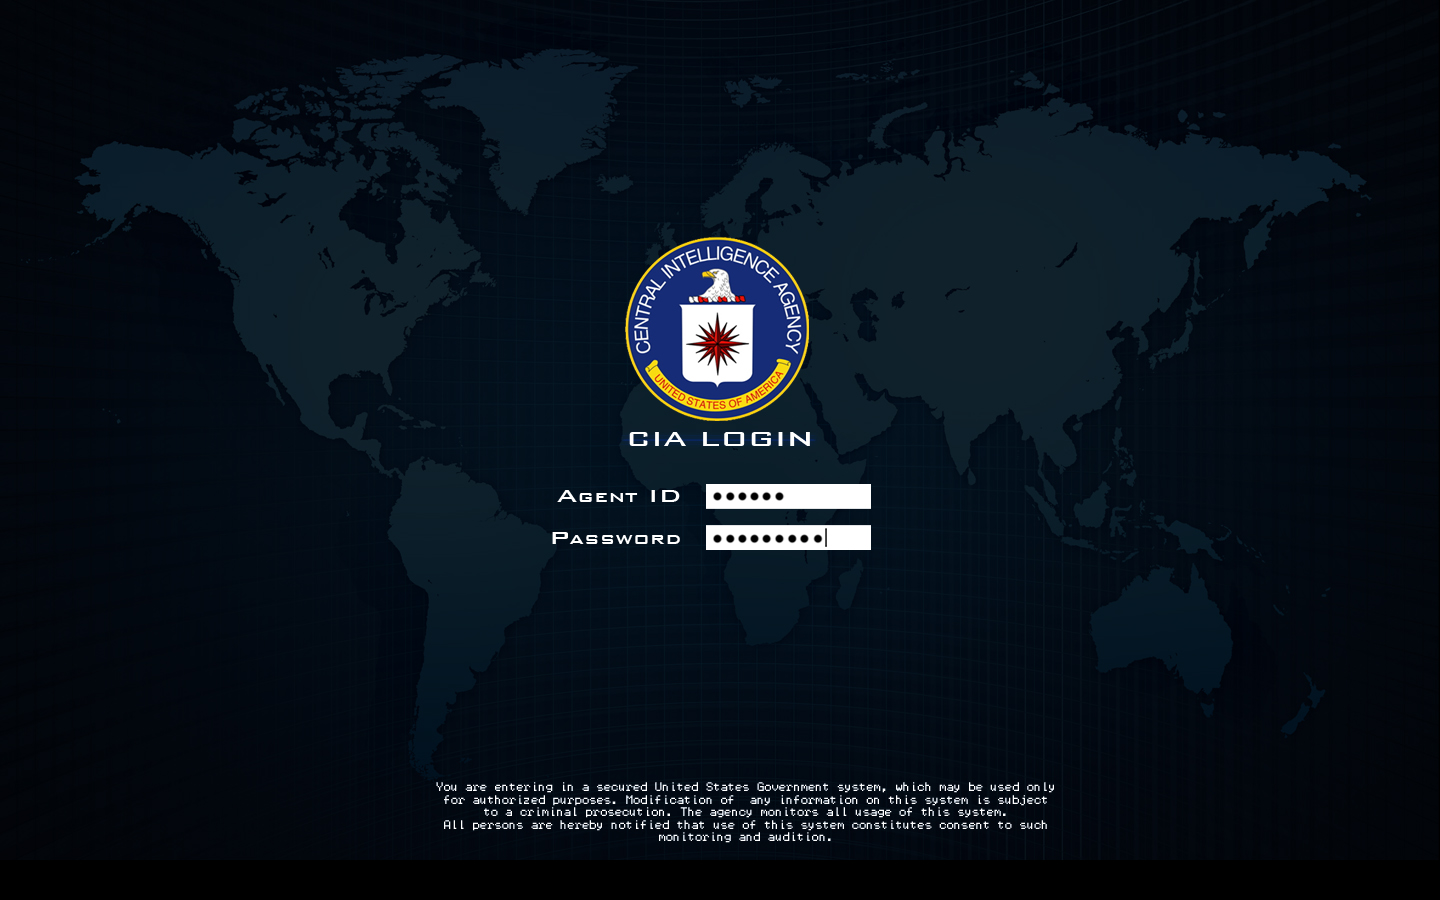 CENTRAL INTELLIGENCE AGENCY
UNITED STATES OF AMERICA
CIA LOGIN
Agent ID
Password
You are entering in a secured United States Government system, which may be used only
for authorized purposes. Modification of any information on this system is subject
to a criminal prosecution. The agency monitors all usage of this system.
All persons are hereby notified that use of this system constitutes consent to such
monitoring and audition.